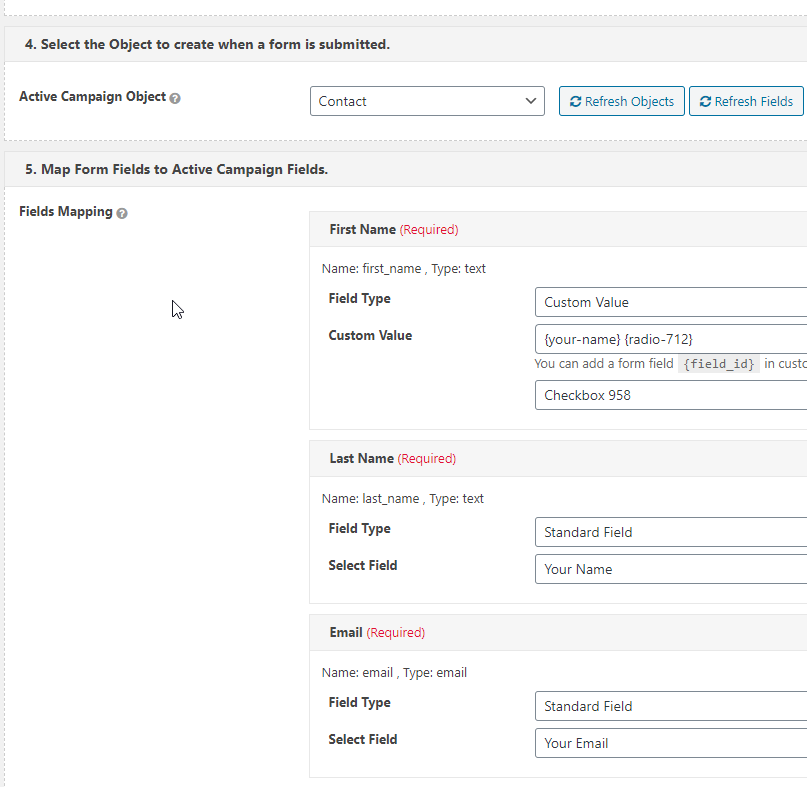 4. Select the Object to create when a form is submitted.
Active Campaign Object ?
Contact
Refresh Objects
Refresh Fields
5. Map Form Fields to Active Campaign Fields.
Fields Mapping ?
First Name (Required)
Name: first_name , Type: text
Field Type
Custom Value
Custom Value
{your-name} {radio-712}
You can add a form field {field_id} in custo
Checkbox 958
Last Name (Required)
Name: last_name , Type: text
Field Type
Standard Field
Select Field
Your Name
Email (Required)
Name: email , Type: email
Field Type
Standard Field
Select Field
Your Email